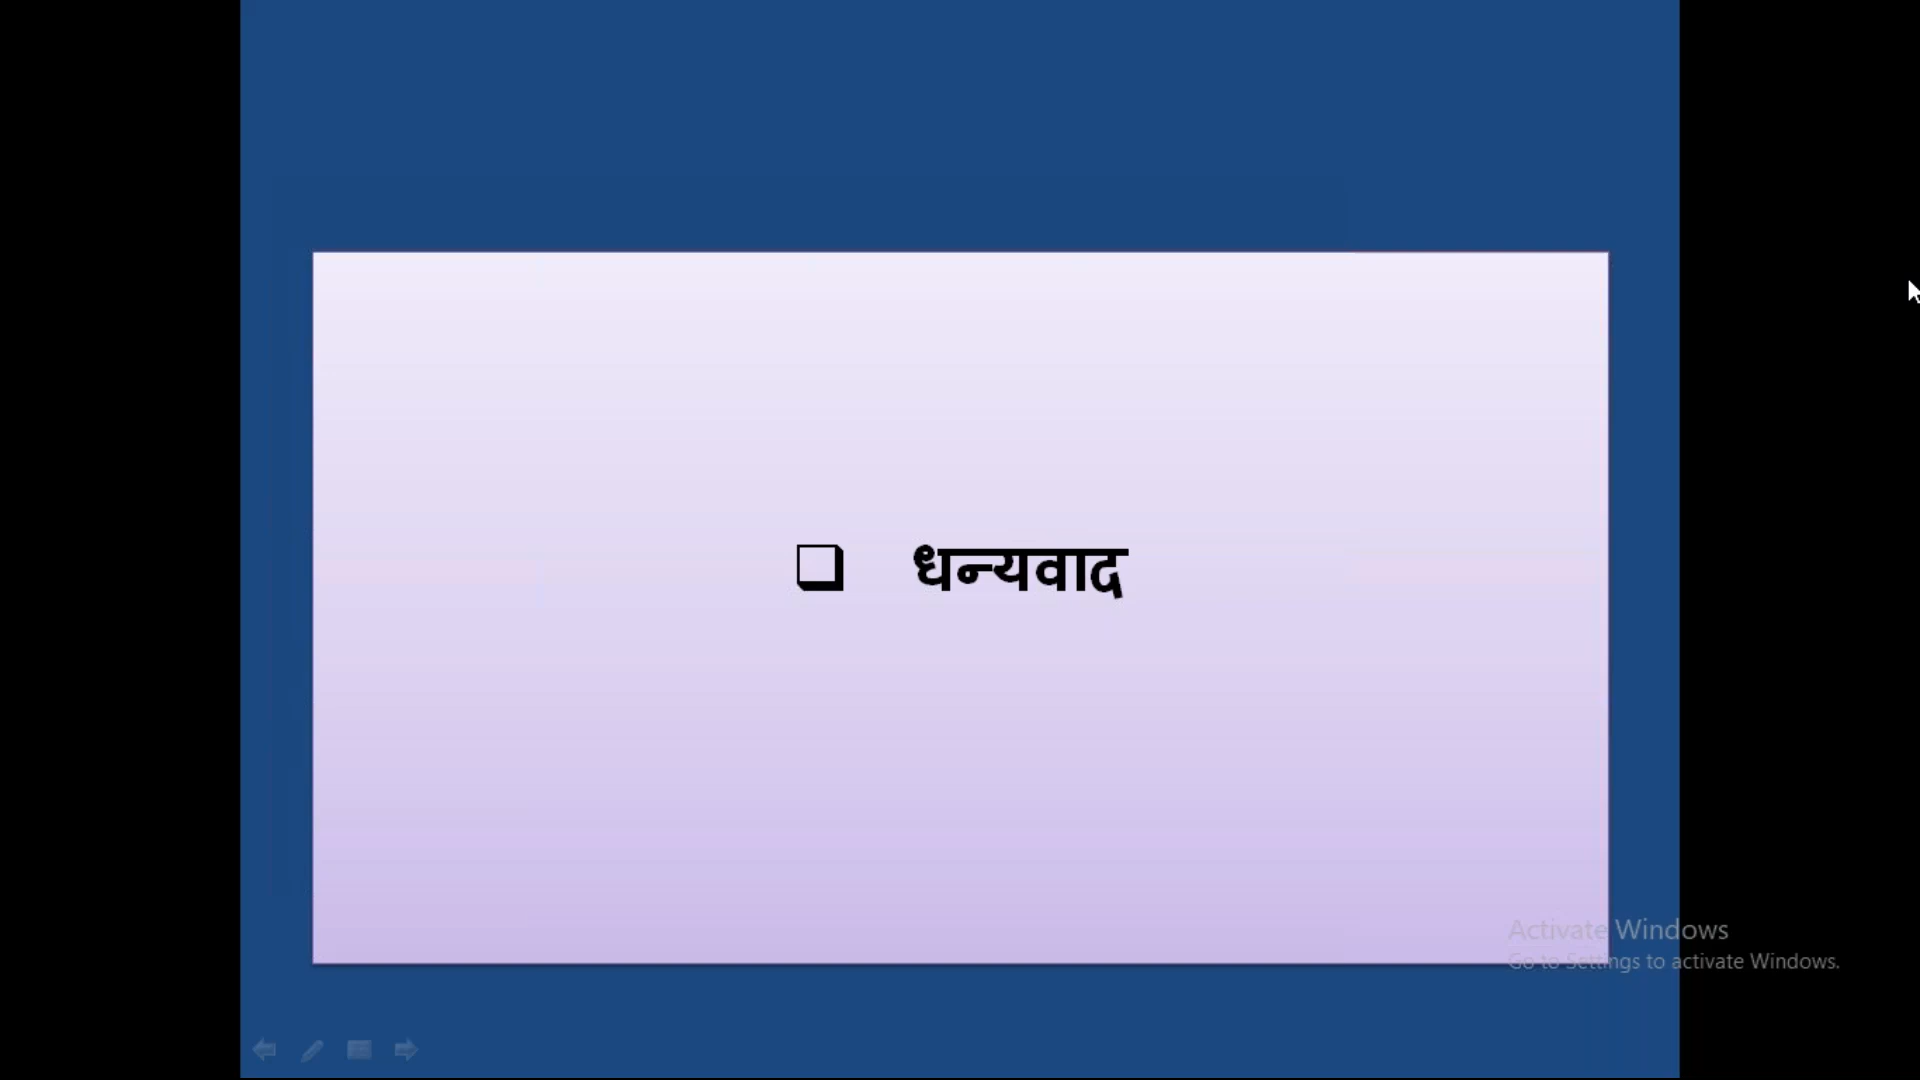 ❑ धन्यवाद
Activate Windows
Go to Settings to activate Windows.